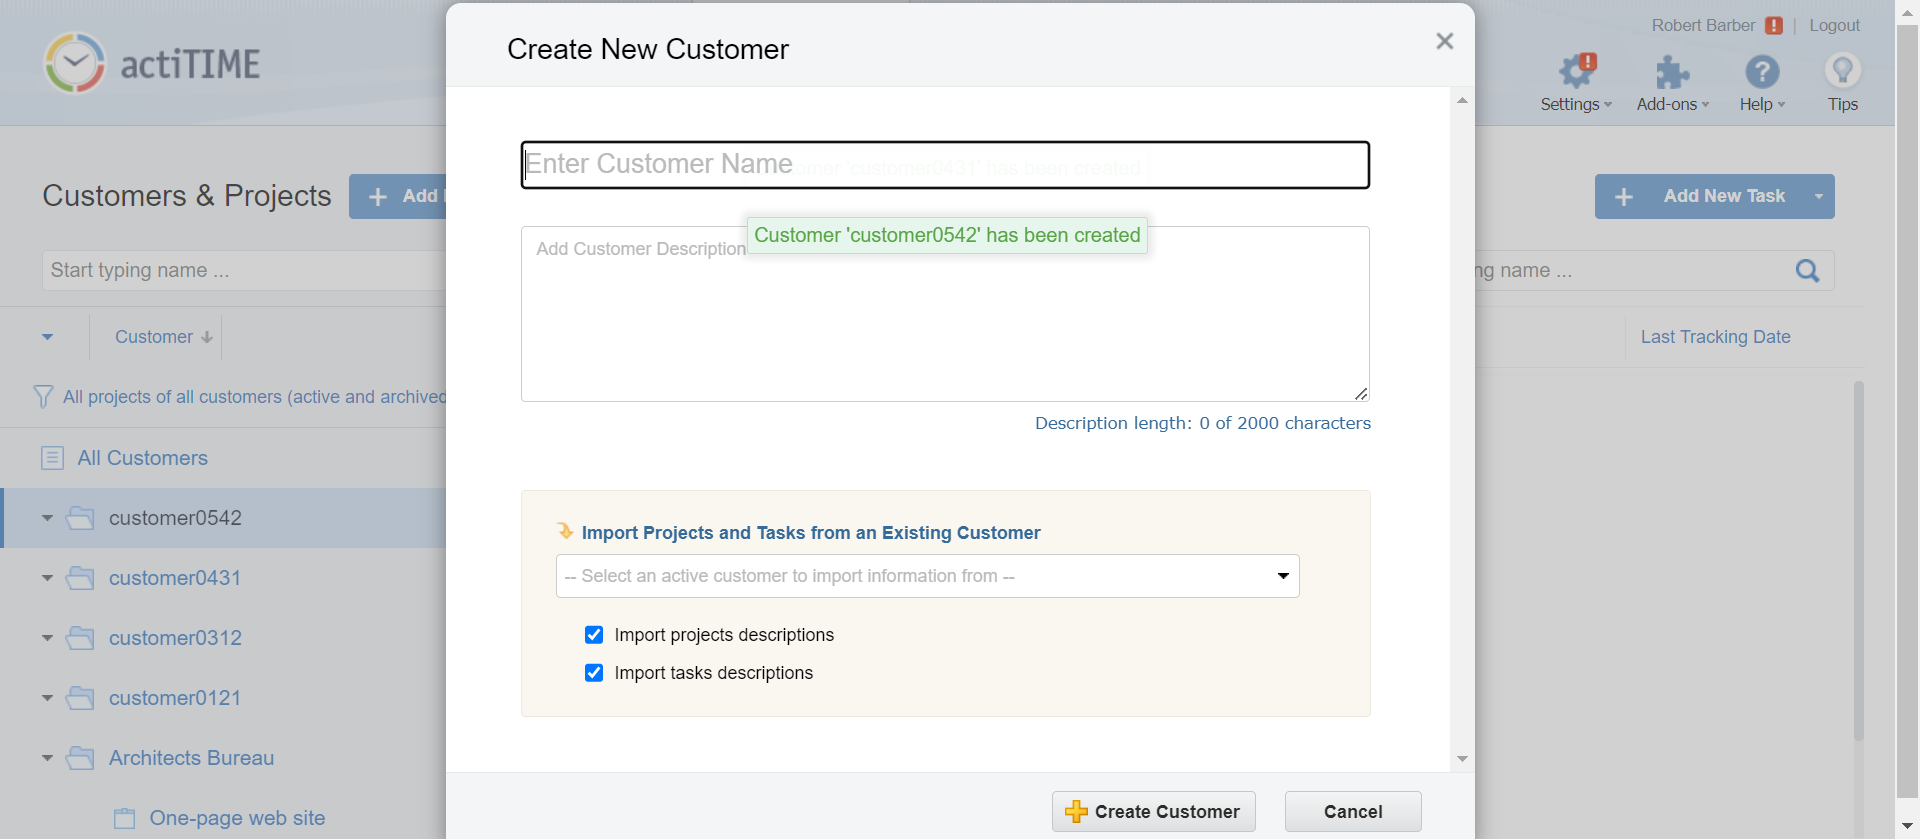 Create New Customer
Robert Barber
Logout
actiTIME
Settings
Add-ons
Help
Tips
Enter Customer Name
'customer0431' has been created
Customers & Projects
Add
Add New Task
Customer 'customer0542' has been created
Add Customer Description
Start typing name ...
name ...
Customer
Last Tracking Date
All projects of all customers (active and archived
Description length: 0 of 2000 characters
All Customers
customer0542
Import Projects and Tasks from an Existing Customer
customer0431
-- Select an active customer to import information from --
customer0312
Import projects descriptions
Import tasks descriptions
customer0121
Architects Bureau
One-page web site
Create Customer
Cancel